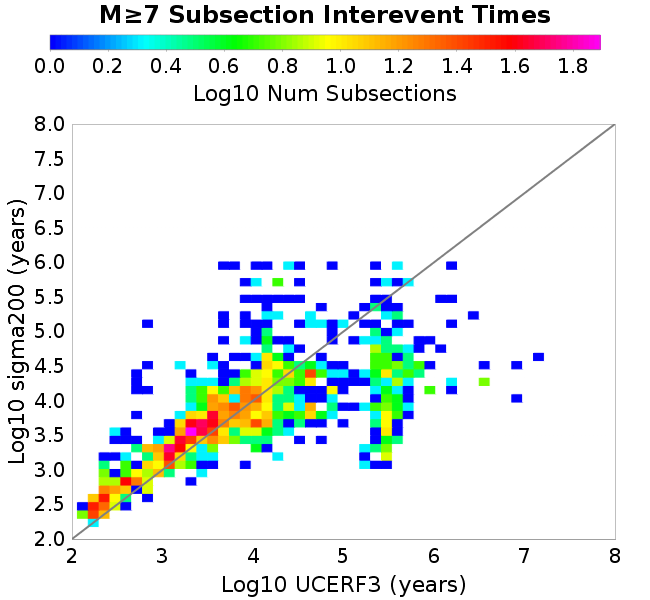 M≥7 Subsection Interevent Times
0.0 0.2 0.4 0.6 0.8 1.0 1.2 1.4 1.6 1.8
Log10 Num Subsections
8.0
7.5
7.0
6.5
6.0
5.5
5.0
4.5
4.0
3.5
3.0
2.5
2.0
Log10 sigma200 (years)
2 3 4 5 6 7 8
Log10 UCERF3 (years)